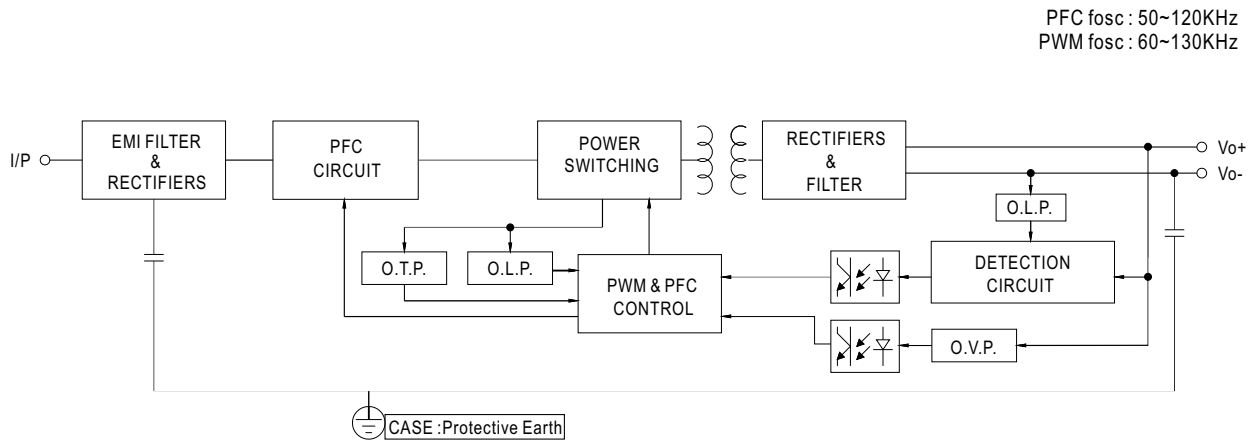 PFC fosc : 50~120KHz
PWM fosc : 60~130KHz
EMI FILTER
&
RECTIFIERS
PFC
CIRCUIT
POWER
SWITCHING
RECTIFIERS
&
FILTER
I/P
Vo+
Vo-
O.L.P.
O.T.P.
O.L.P.
PWM & PFC
CONTROL
DETECTION
CIRCUIT
O.V.P.
CASE : Protective Earth